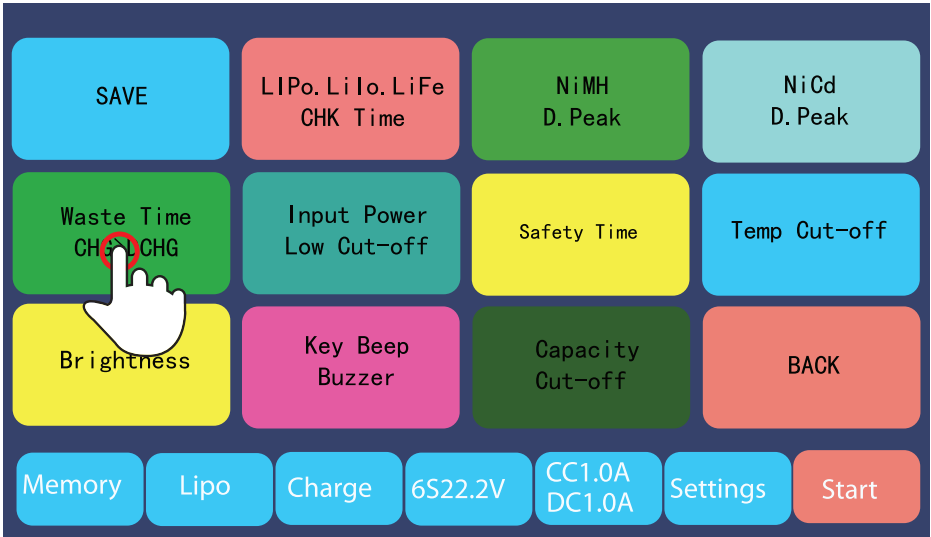 SAVE
LIPo.LiIo.LiFe
CHK Time
NiMH
D.Peak
NiCd
D.Peak
Waste Time
CHG>DCHG
Input Power
Low Cut-off
Safety Time
Temp Cut-off
Brightness
Key Beep
Buzzer
Capacity
Cut-off
BACK
Memory
Lipo
Charge
6S22.2V
CC1.0A
DC1.0A
Settings
Start